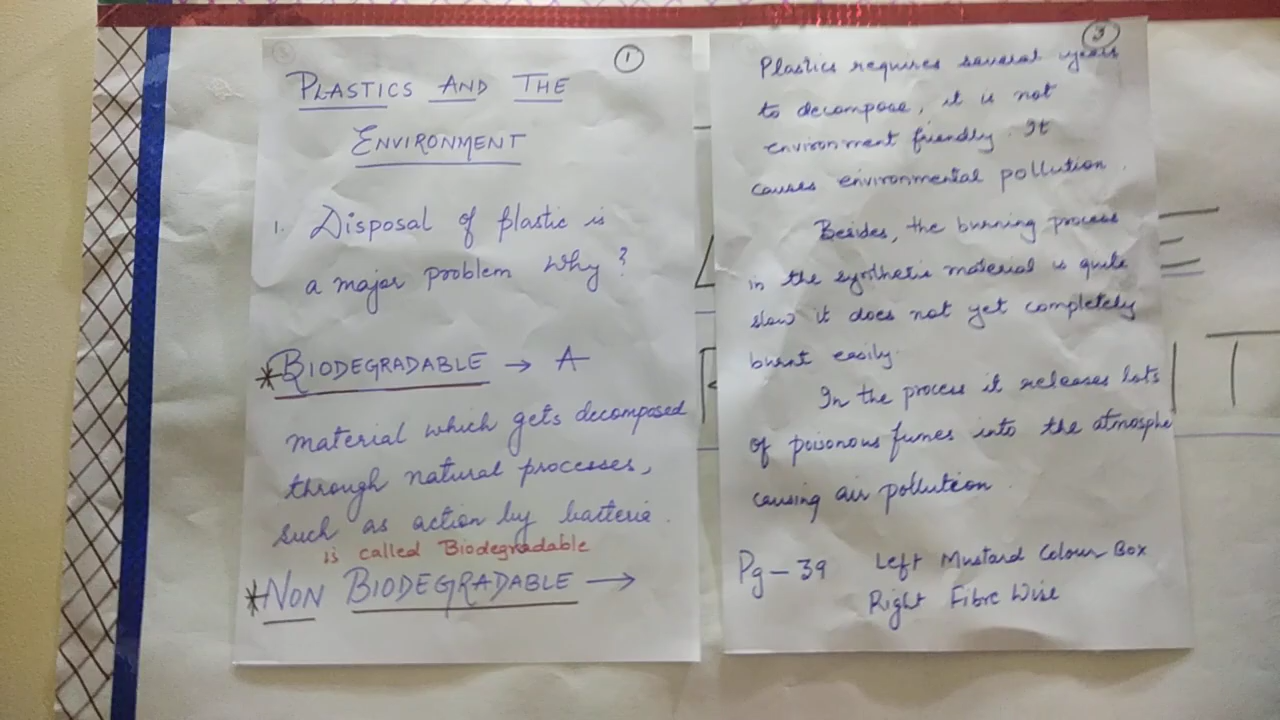 1
PLASTICS AND THE
ENVIRONMENT
1. Disposal of plastic is
a major problem Why?
*BIODEGRADABLE → A
material which gets decomposed
through natural processes,
such as action by bacteria.
is called Biodegradable
*NON BIODEGRADABLE →
3
Plastics requires several years
to decompose, it is not
environment friendly. It
causes environmental pollution.
Besides, the burning process
in the synthetic material is quite
slow it does not yet completely
burnt easily.
In the process it releases lots
of poisonous fumes into the atmosphe
causing air pollution.
Pg-39 Left Mustard Colour Box
Right Fibre Wise